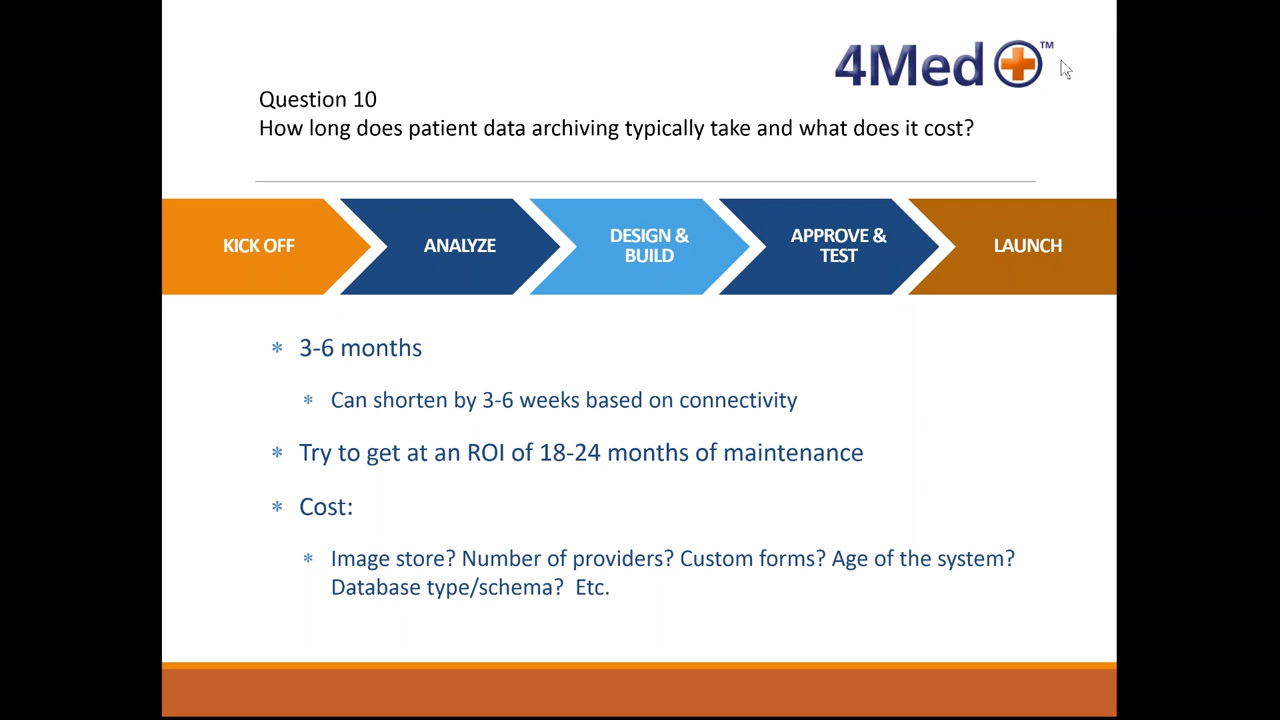 4Med ™
Question 10
How long does patient data archiving typically take and what does it cost?
KICK OFF
ANALYZE
DESIGN &
BUILD
APPROVE &
TEST
LAUNCH
* 3-6 months
* Can shorten by 3-6 weeks based on connectivity
* Try to get at an ROI of 18-24 months of maintenance
* Cost:
* Image store? Number of providers? Custom forms? Age of the system?
Database type/schema?  Etc.